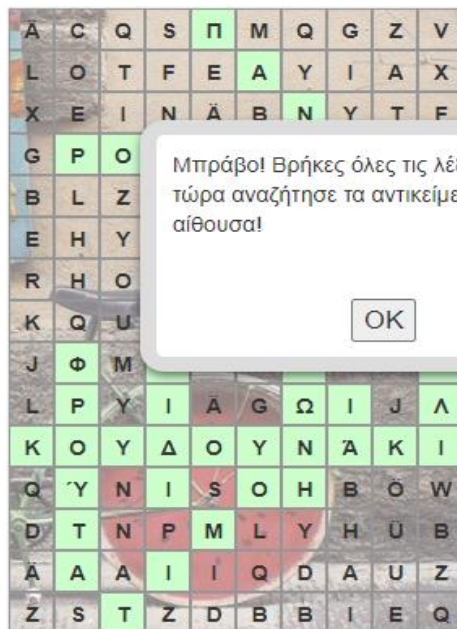 Ä C Q S Π M Q G Z V
L O T F E A Y I A X
X E I N Ä B N Y T F
G P O
B L Z
E H Y
R H O
K Q U
Μπράβο! Βρήκες όλες τις
τώρα αναζήτησε τα
αίθουσα!
OK
J Φ M
L P Y I Ä G Ω I J Λ
K O Y Δ O Y N Ά K I
Q Ύ N I S O H B Ö W
D T N P M L Y H Ü B
Ä A A I I Q D A U Z
Z S T Z D B B I E Q